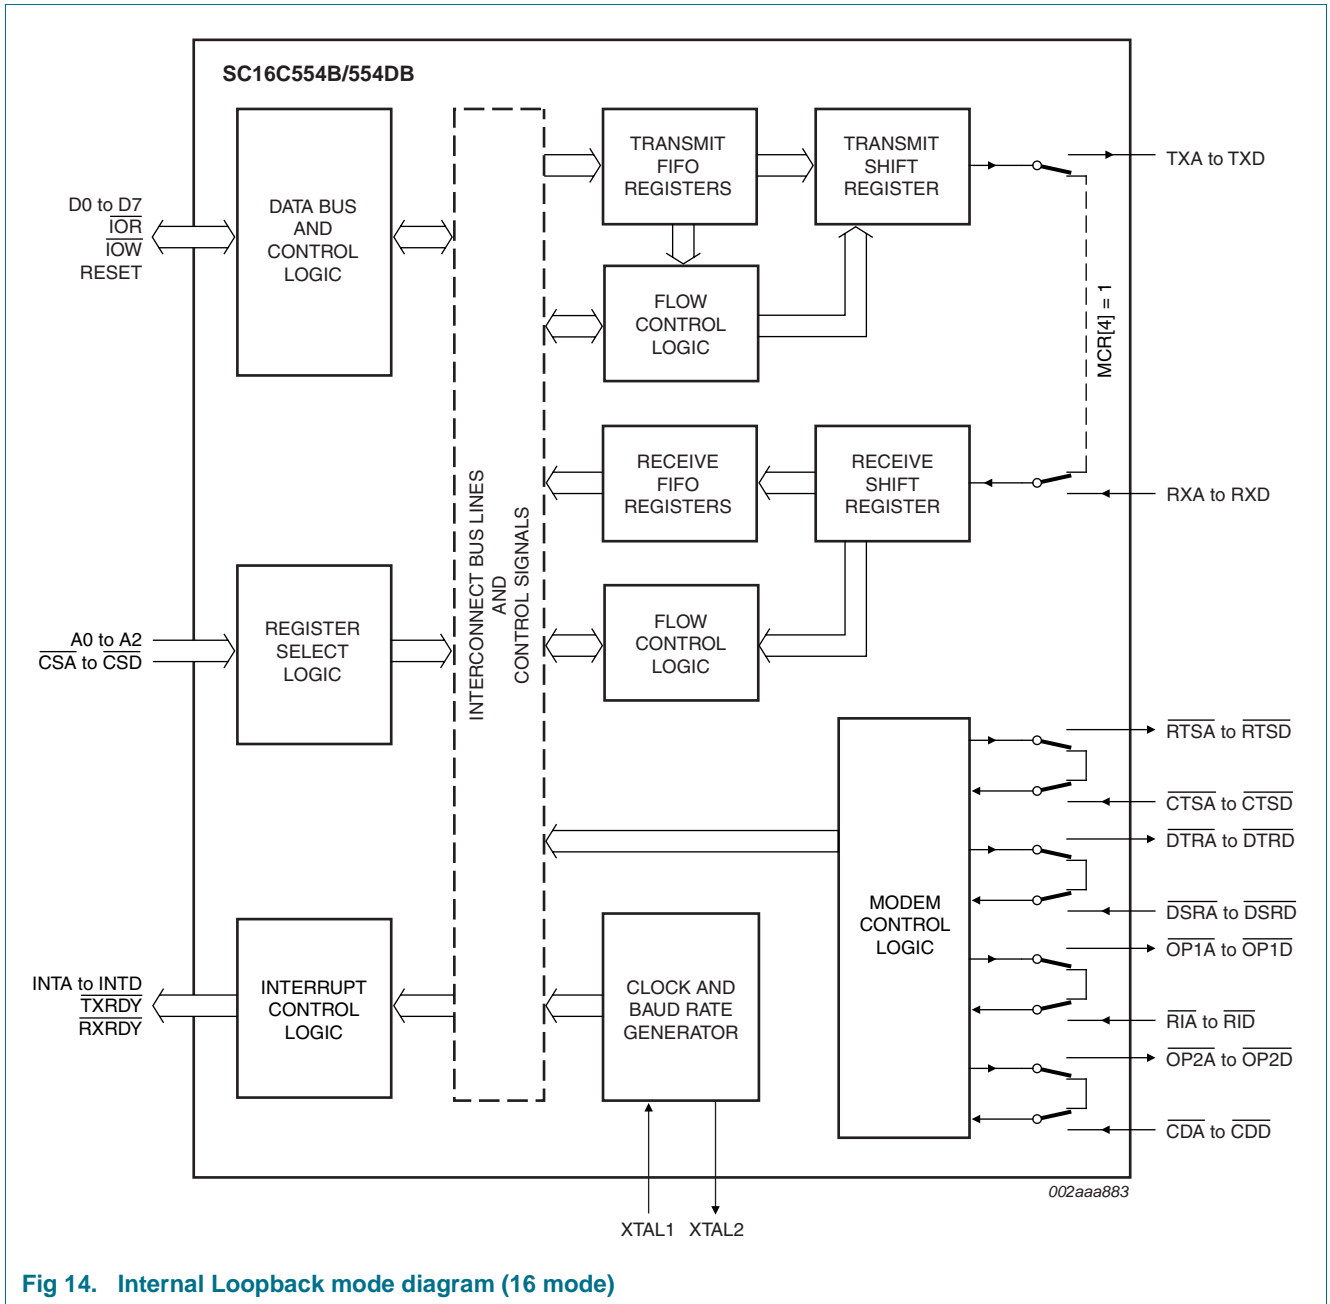 SC16C554B/554DB
D0 to D7
IOR
IOW
RESET
DATA BUS
AND
CONTROL
LOGIC
A0 to A2
CSA to CSD
REGISTER
SELECT
LOGIC
INTA to INTD
TXRDY
RXRDY
INTERRUPT
CONTROL
LOGIC
INTERCONNECT BUS LINES
AND
CONTROL SIGNALS
TRANSMIT
FIFO
REGISTERS
TRANSMIT
SHIFT
REGISTER
TXA to TXD
FLOW
CONTROL
LOGIC
MCR[4] = 1
RECEIVE
FIFO
REGISTERS
RECEIVE
SHIFT
REGISTER
RXA to RXD
FLOW
CONTROL
LOGIC
MODEM
CONTROL
LOGIC
RTSA to RTSD
CTSA to CTSD
DTRA to DTRD
DSRA to DSRD
OP1A to OP1D
RIA to RID
OP2A to OP2D
CDA to CDD
CLOCK AND
BAUD RATE
GENERATOR
XTAL1 XTAL2
002aaa883
Fig 14. Internal Loopback mode diagram (16 mode)